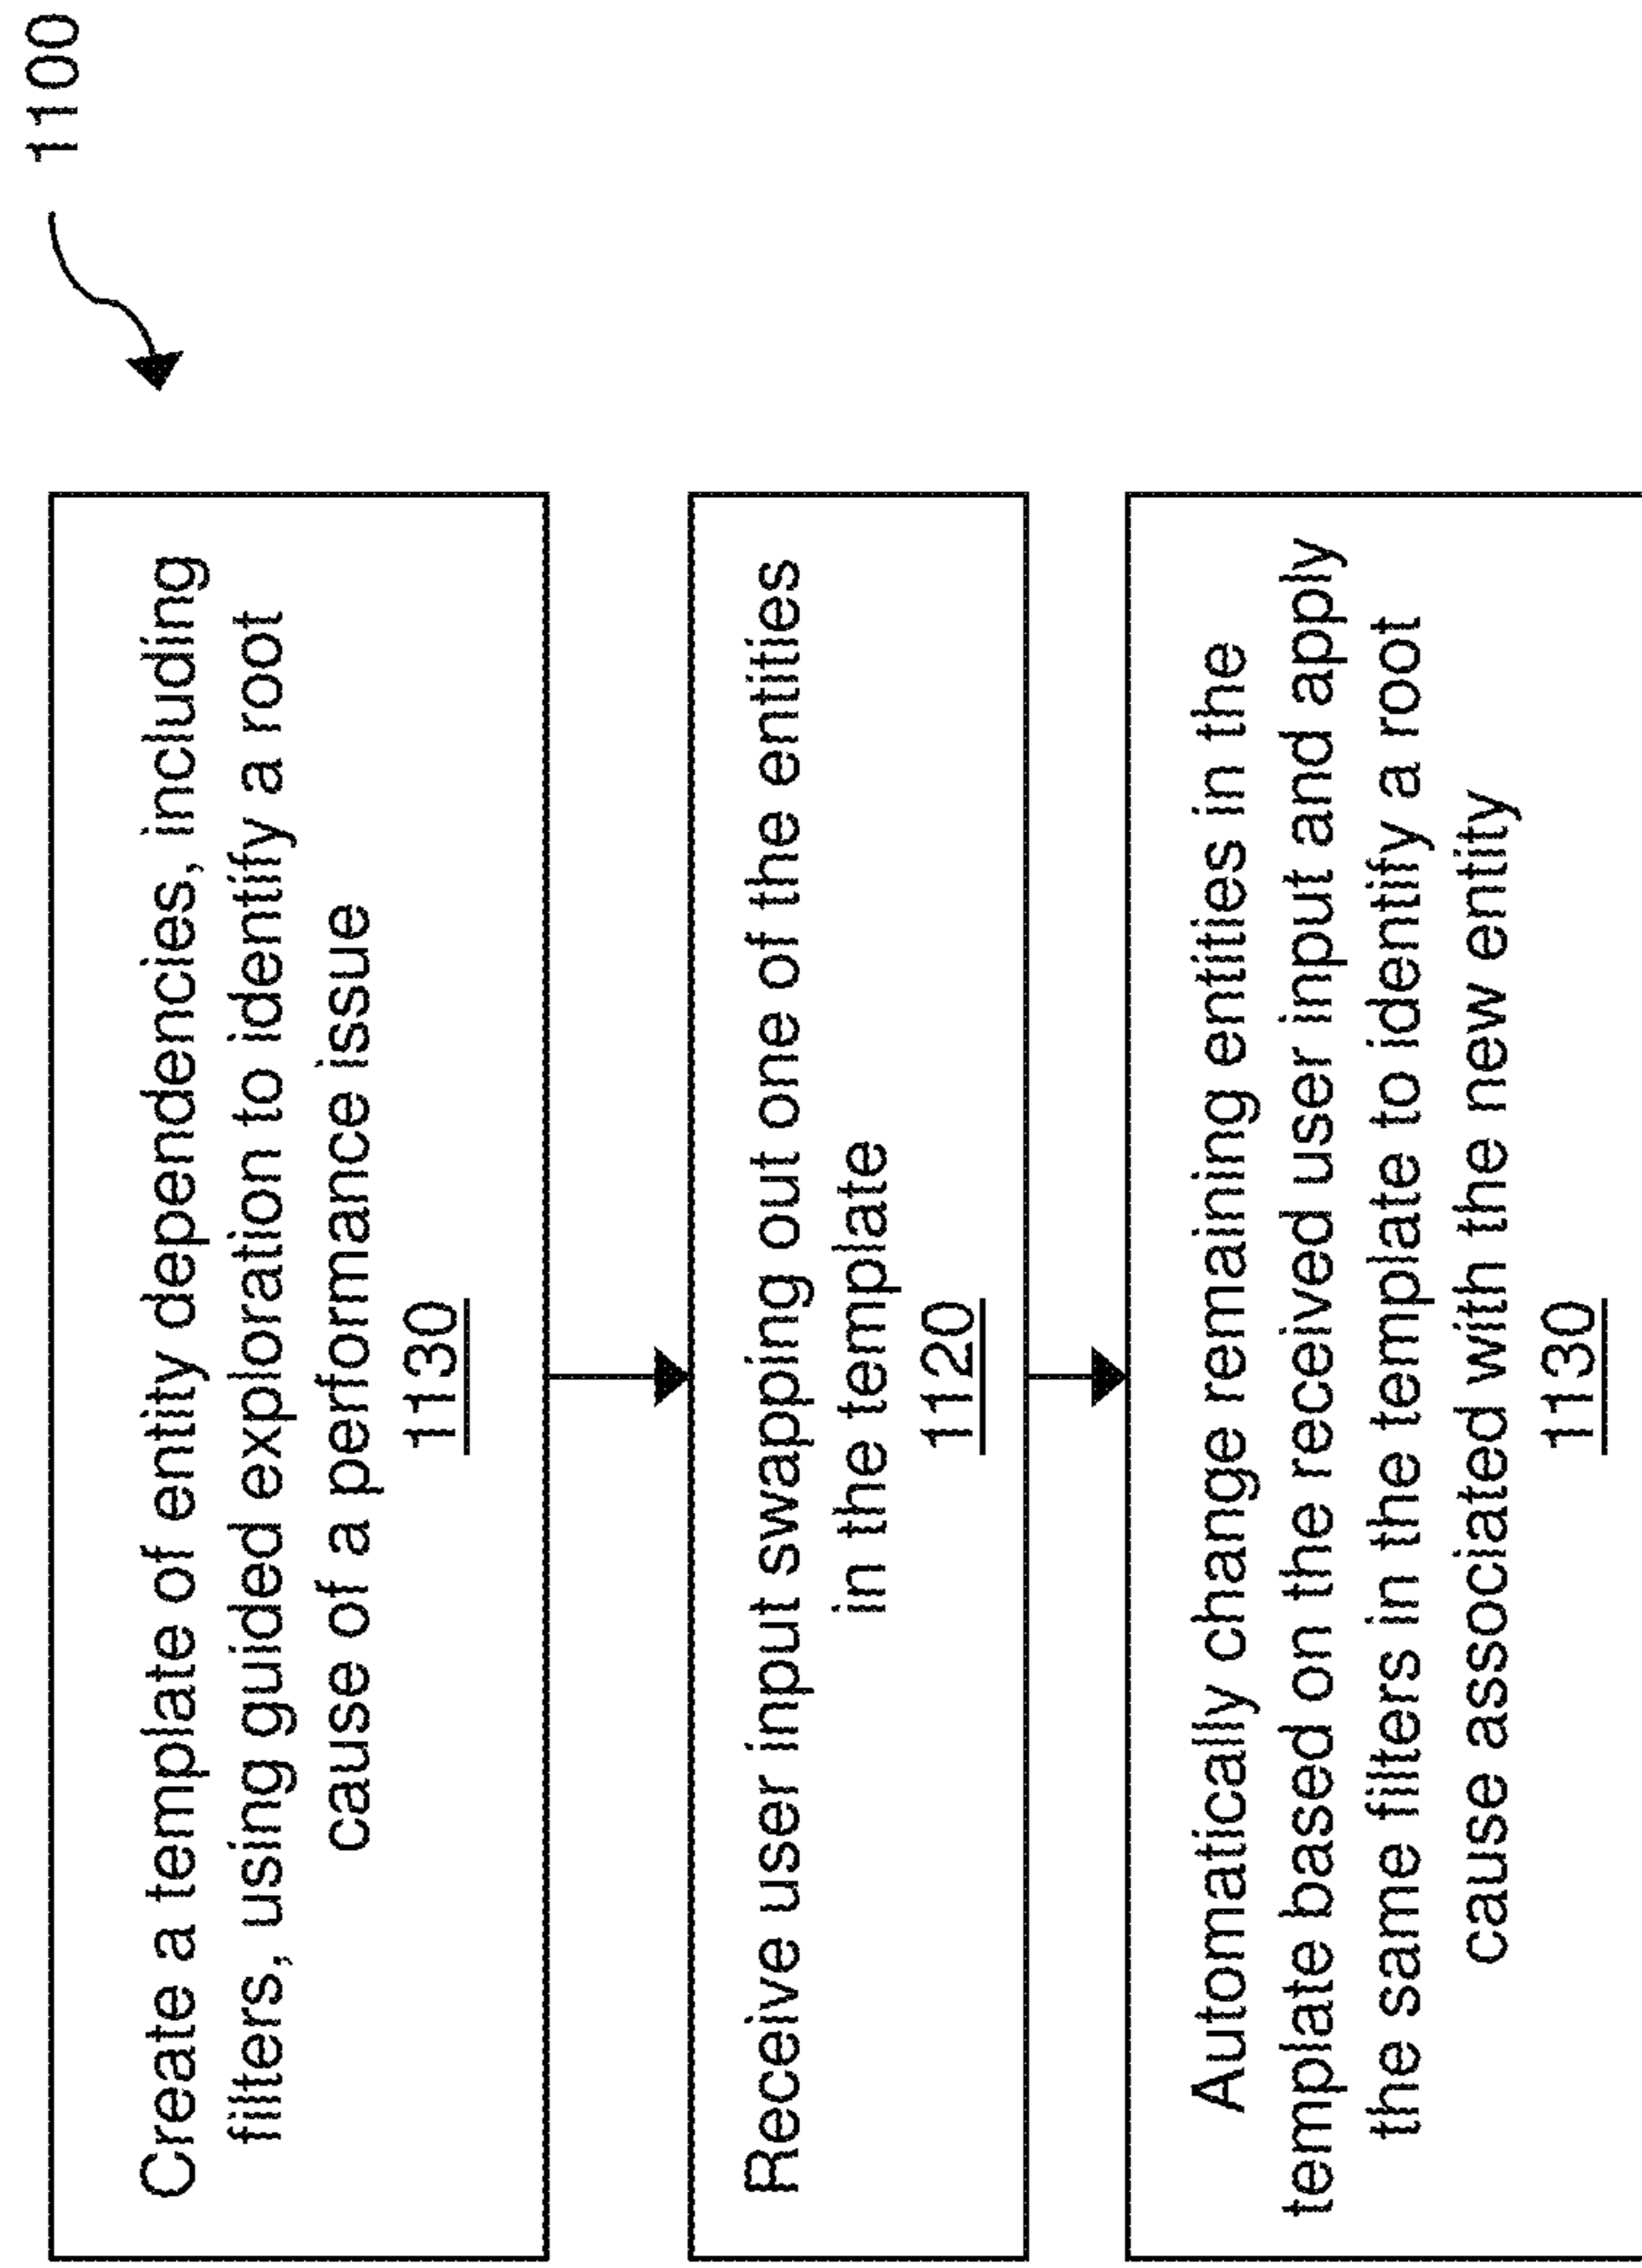 1100
Create a template of entity dependencies, including
filters, using guided exploration to identify a root
cause of a performance issue
1130
Receive user input swapping out one of the entities
in the template
1120
Automatically change remaining entities in the
template based on the received user input and apply
the same filters in the template to identify a root
cause associated with the new entity
1130